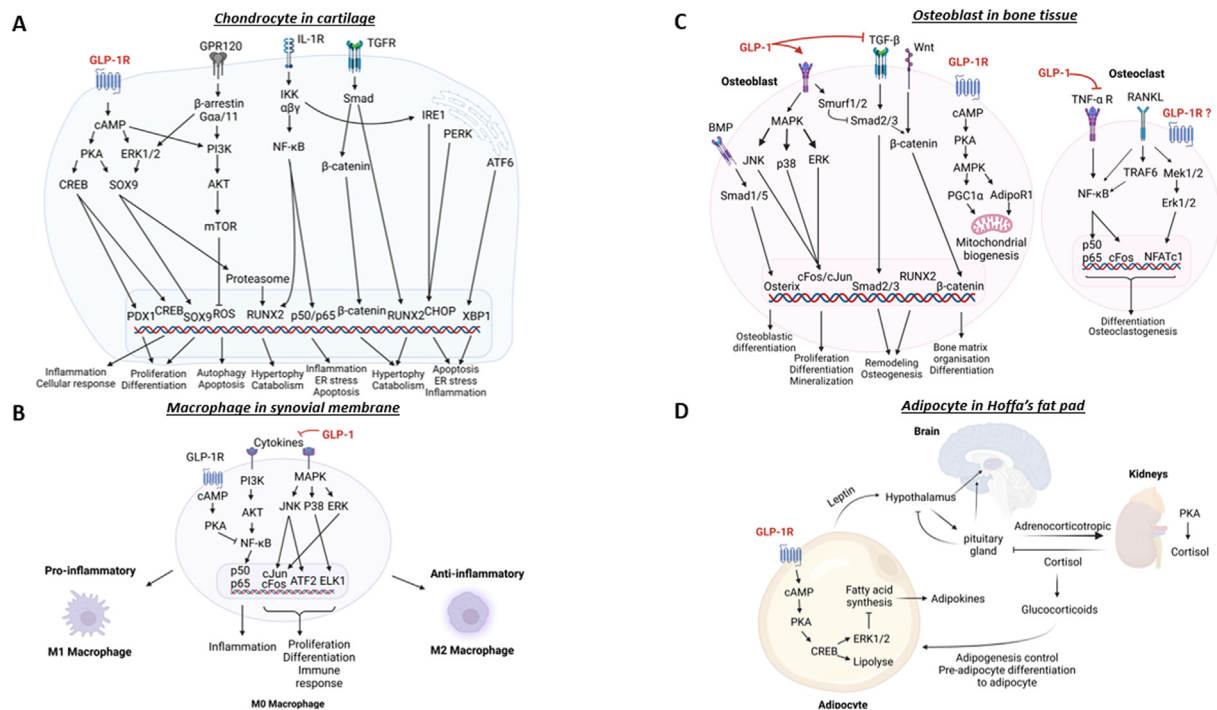 A
Chondrocyte in cartilage
GLP-1R
GPR120
IL-1R
TGFR
cAMP
β-arrestin
Gαa/11
IKK
αβγ
Smad
IRE1
PERK
ATF6
PKA
ERK1/2
PI3K
NF-κB
β-catenin
CREB
SOX9
AKT
mTOR
Proteasome
PDX1
CREB
SOX9
ROS
RUNX2
p50/p65
β-catenin
RUNX2
CHOP
XBP1
Inflammation
Cellular response
Proliferation
Differentiation
Autophagy
Apoptosis
Hypertophy
Catabolism
Inflammation
ER stress
Apoptosis
Hypertophy
Catabolism
Apoptosis
ER stress
Inflammation
B
Macrophage in synovial membrane
GLP-1
Cytokines
GLP-1R
cAMP
PKA
PI3K
AKT
NF-κB
MAPK
JNK
P38
ERK
p50
p65
cJun
cFos
ATF2
ELK1
Pro-inflammatory
M1 Macrophage
Anti-inflammatory
M2 Macrophage
Inflammation
Proliferation
Differentiation
Immune
response
M0 Macrophage
C
Osteoblast in bone tissue
GLP-1
TGF-β
Wnt
GLP-1R
Osteoblast
Smurf1/2
Smad2/3
BMP
MAPK
JNK
p38
ERK
β-catenin
Smad1/5
cAMP
PKA
AMPK
PGC1α
AdipoR1
Mitochondrial
biogenesis
Osterix
cFos/cJun
Smad2/3
RUNX2
β-catenin
Osteoblastic
differentiation
Proliferation
Differentiation
Mineralization
Remodeling
Osteogenesis
Bone matrix
organisation
Differentiation
GLP-1
Osteoclast
TNF-α R
RANKL
GLP-1R ?
NF-κB
TRAF6
Mek1/2
Erk1/2
p50
p65
cFos
NFATc1
Differentiation
Osteoclastogenesis
D
Adipocyte in Hoffa's fat pad
Brain
Kidneys
Leptin
Hypothalamus
pituitary
gland
Adrenocorticotropic
Cortisol
PKA
Cortisol
Glucocorticoids
GLP-1R
cAMP
PKA
CREB
Fatty acid
synthesis
ERK1/2
Lipolyse
Adipokines
Adipogenesis control
Pre-adipocyte differentiation
to adipocyte
Adipocyte